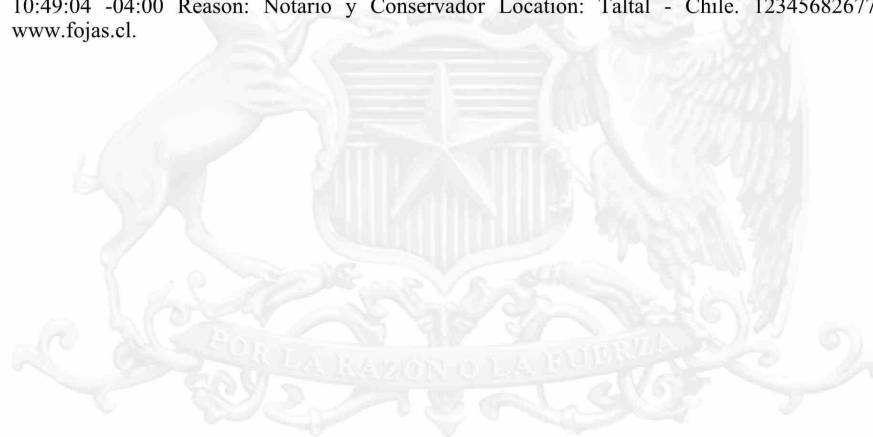 10:49:04 -04:00 Reason: Notario y Conservador Location: Taltal - Chile. 12345682677
www.fojas.cl.
POR LA RAZON O LA FUERZA